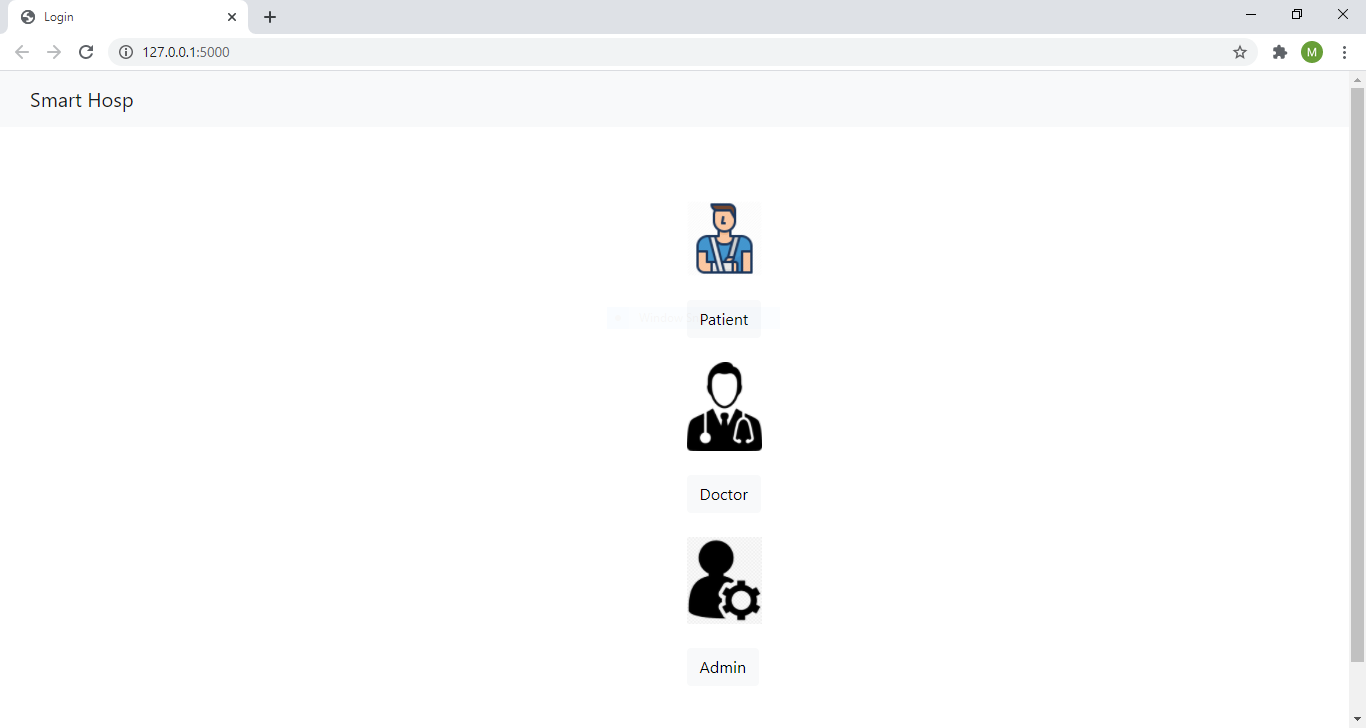 Login
127.0.0.1:5000
M
Smart Hosp
Patient
Doctor
Admin